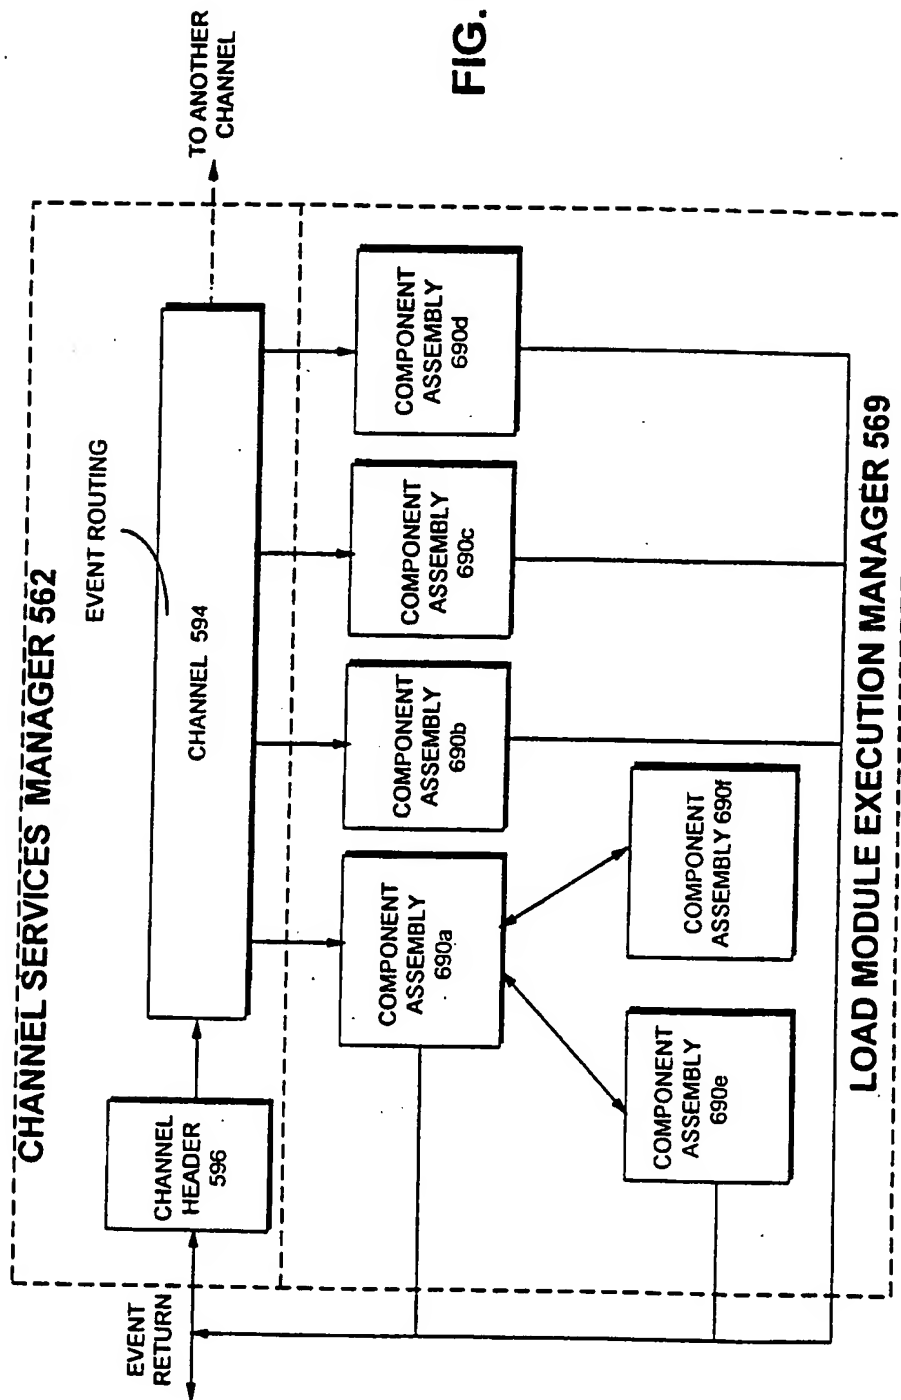 CHANNEL SERVICES MANAGER 562
EVENT ROUTING
TO ANOTHER
CHANNEL
CHANNEL 594
CHANNEL
HEADER
596
EVENT
RETURN
COMPONENT
ASSEMBLY
690a
COMPONENT
ASSEMBLY
690b
COMPONENT
ASSEMBLY
690c
COMPONENT
ASSEMBLY
690d
COMPONENT
ASSEMBLY
690e
COMPONENT
ASSEMBLY 690f
LOAD MODULE EXECUTION MANAGER 569
FIG.